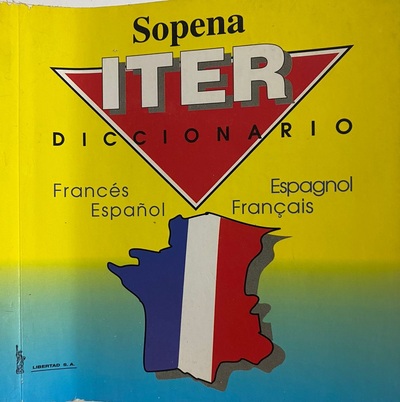 Sopena
ITER
DICCIONARIO
Francés Español
Espagnol Français
LIBERTAD S.A.